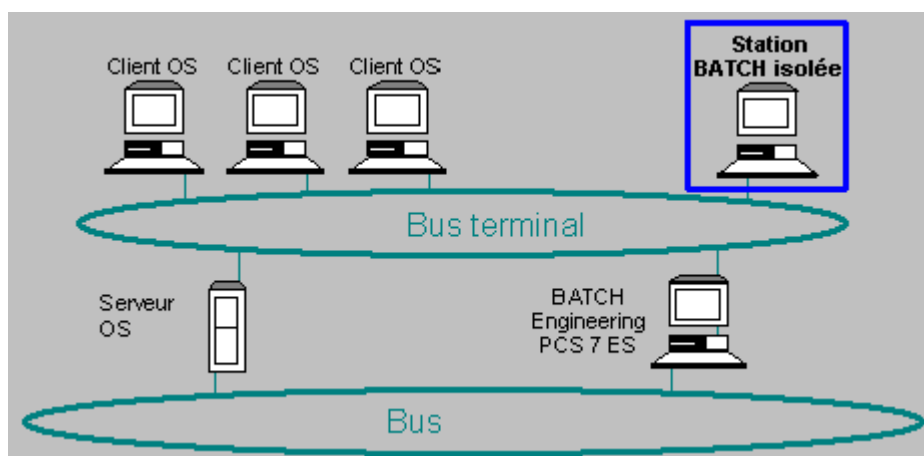 Station
BATCH isolée
Client OS
Client OS
Client OS
Bus terminal
Serveur
OS
BATCH
Engineering
PCS 7 ES
Bus